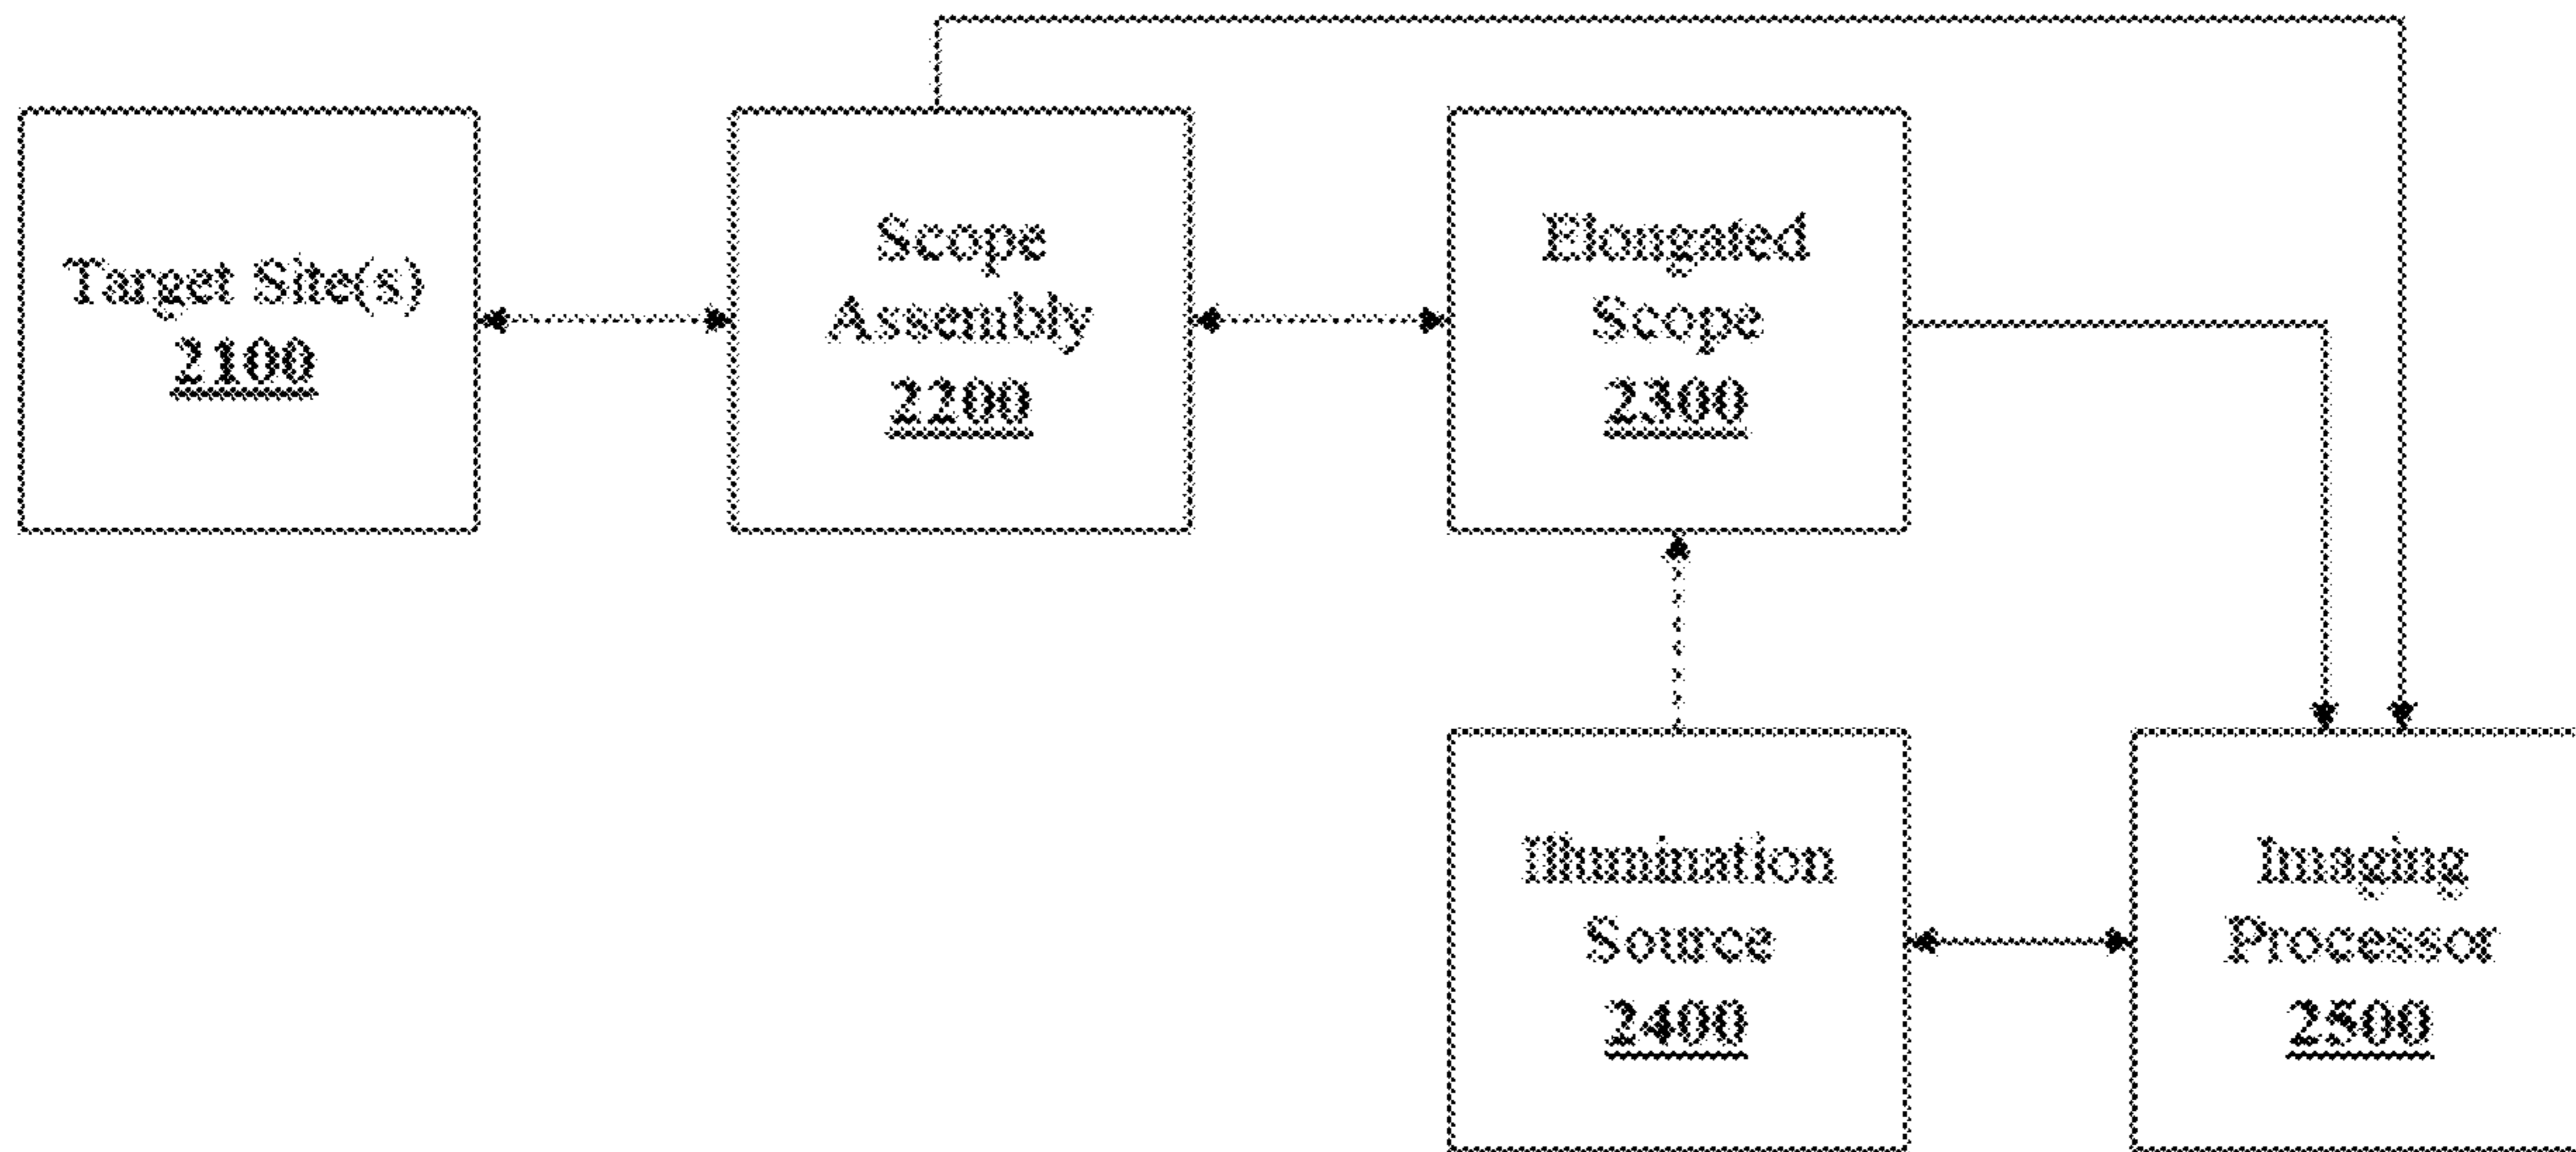 Target Site(s)
2100
Scope
Assembly
2200
Elongated
Scope
2300
Illumination
Source
2400
Imaging
Processor
2500